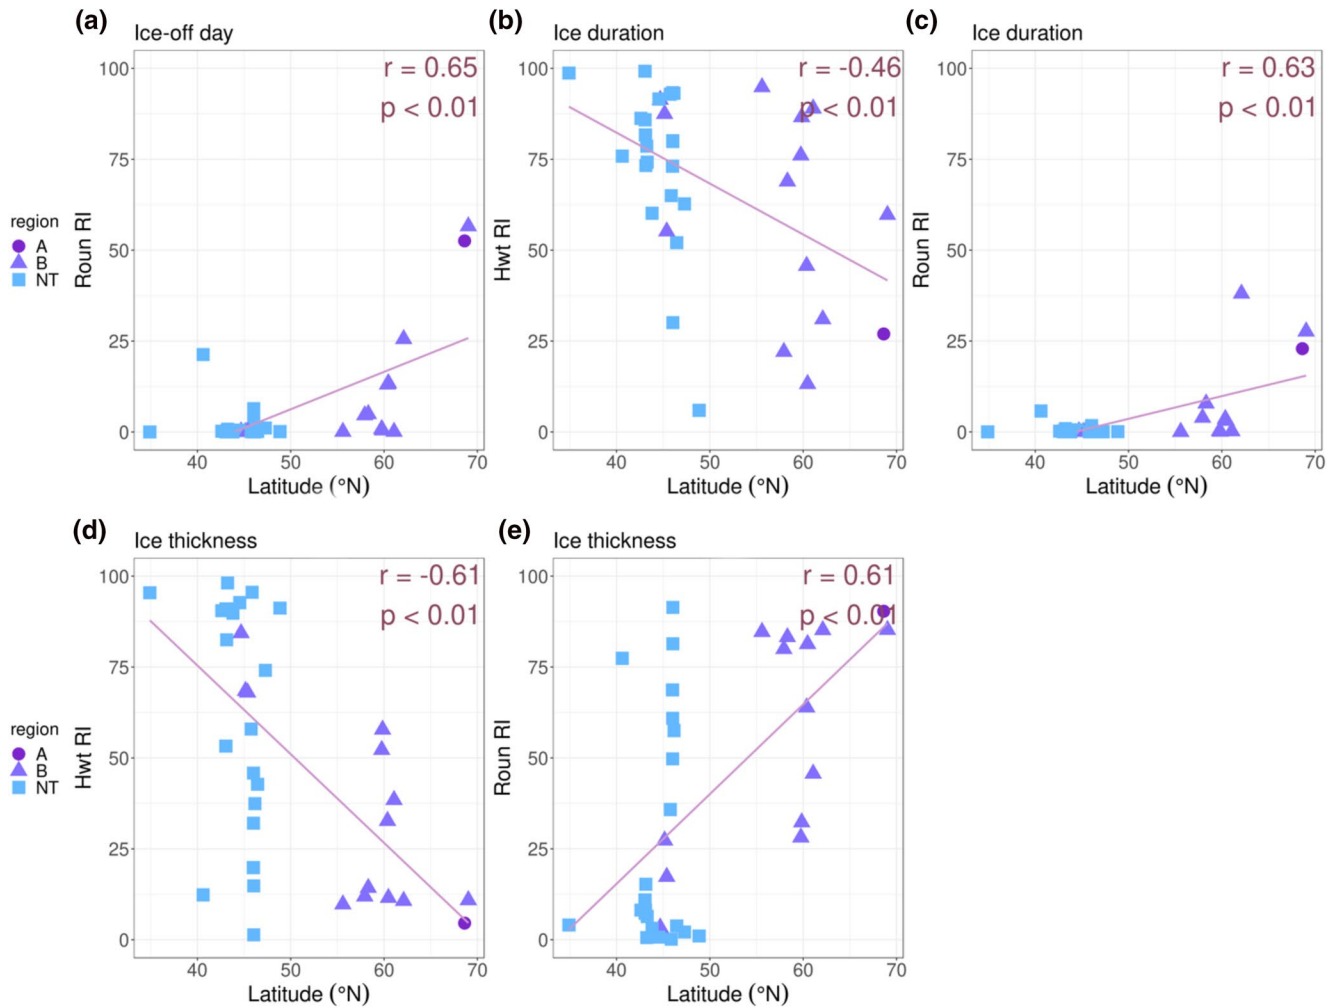 (a)
Ice-off day
r = 0.65
p < 0.01
100
75
50
25
0
Roun RI
40 50 60 70
Latitude (°N)
region
A
B
NT
(b)
Ice duration
r = -0.46
p < 0.01
100
75
50
25
0
Hwt RI
40 50 60 70
Latitude (°N)
(c)
Ice duration
r = 0.63
p < 0.01
100
75
50
25
0
Roun RI
40 50 60 70
Latitude (°N)
(d)
Ice thickness
r = -0.61
p < 0.01
100
75
50
25
0
Hwt RI
40 50 60 70
Latitude (°N)
region
A
B
NT
(e)
Ice thickness
r = 0.61
p < 0.01
100
75
50
25
0
Roun RI
40 50 60 70
Latitude (°N)